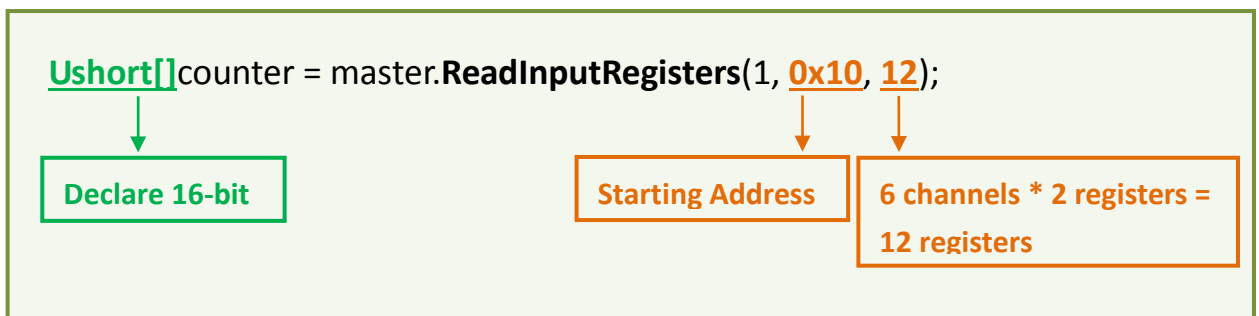 Ushort[]counter = master.ReadInputRegisters(1, 0x10, 12);
Declare 16-bit
Starting Address
6 channels * 2 registers =
12 registers